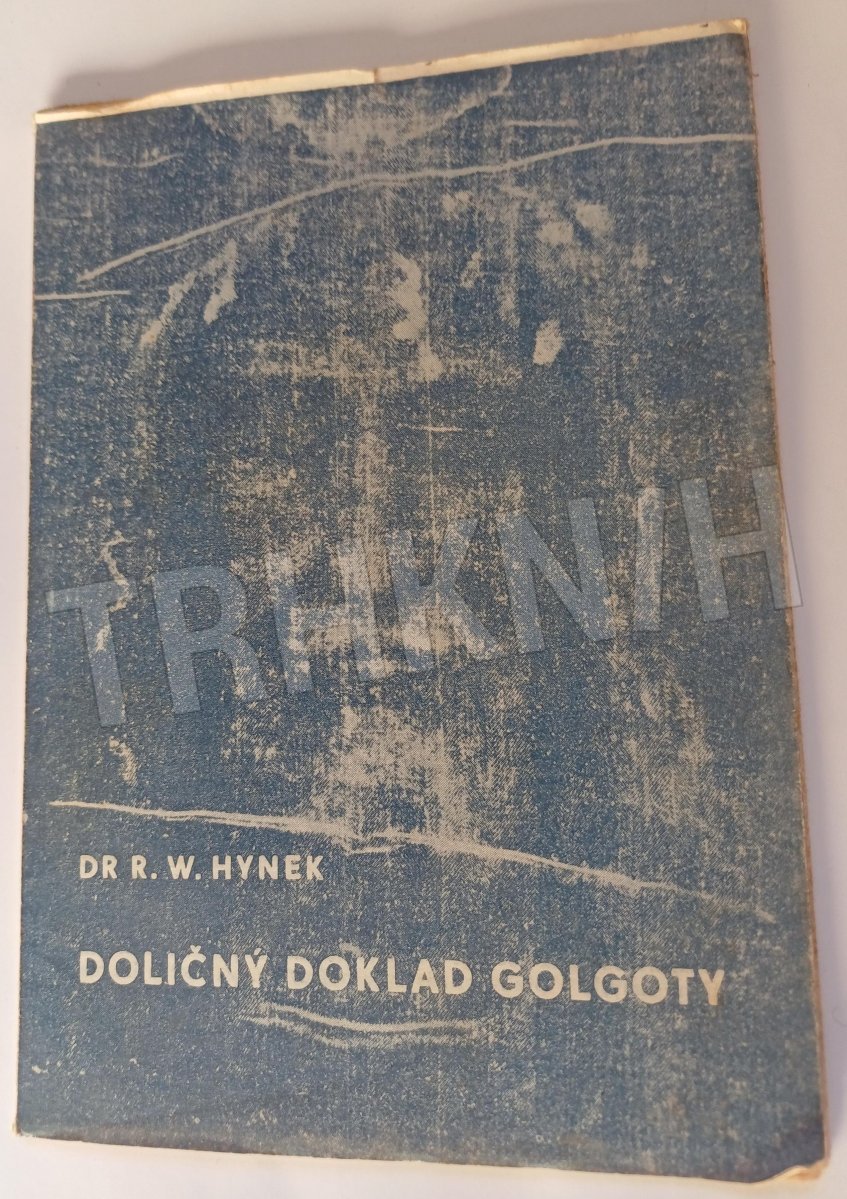 TRHKNIH
DR R. W. HYNEK
DOLIČNÝ DOKLAD GOLGOTY